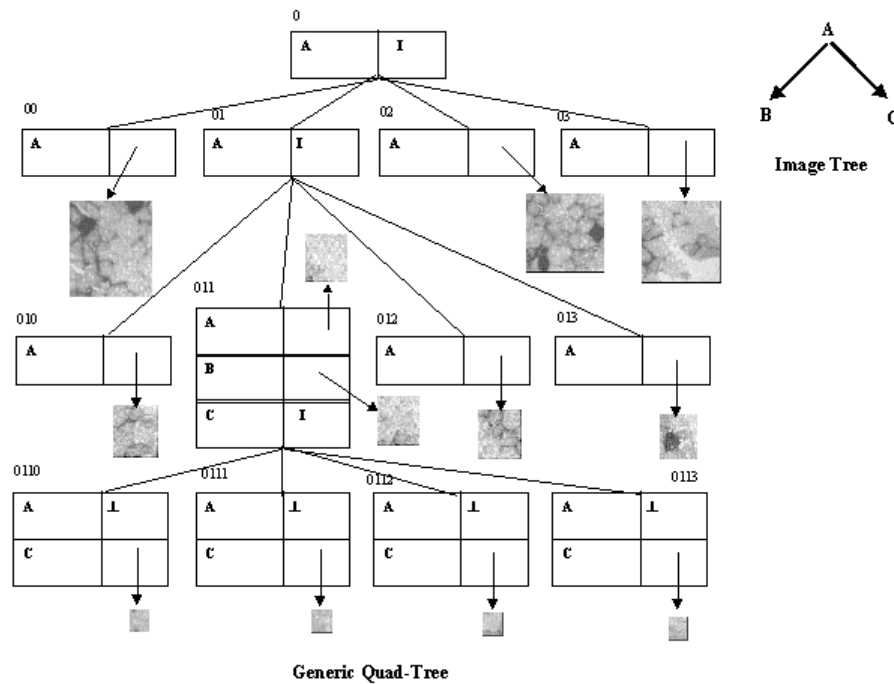 0
A I
A
B C
Image Tree
00 01 02 03
A A I A A
010 011 012 013
A A A A
B
C I
0110 0111 0112 0113
A ⊥ A ⊥ A ⊥ A ⊥
C C C C
Generic Quad-Tree